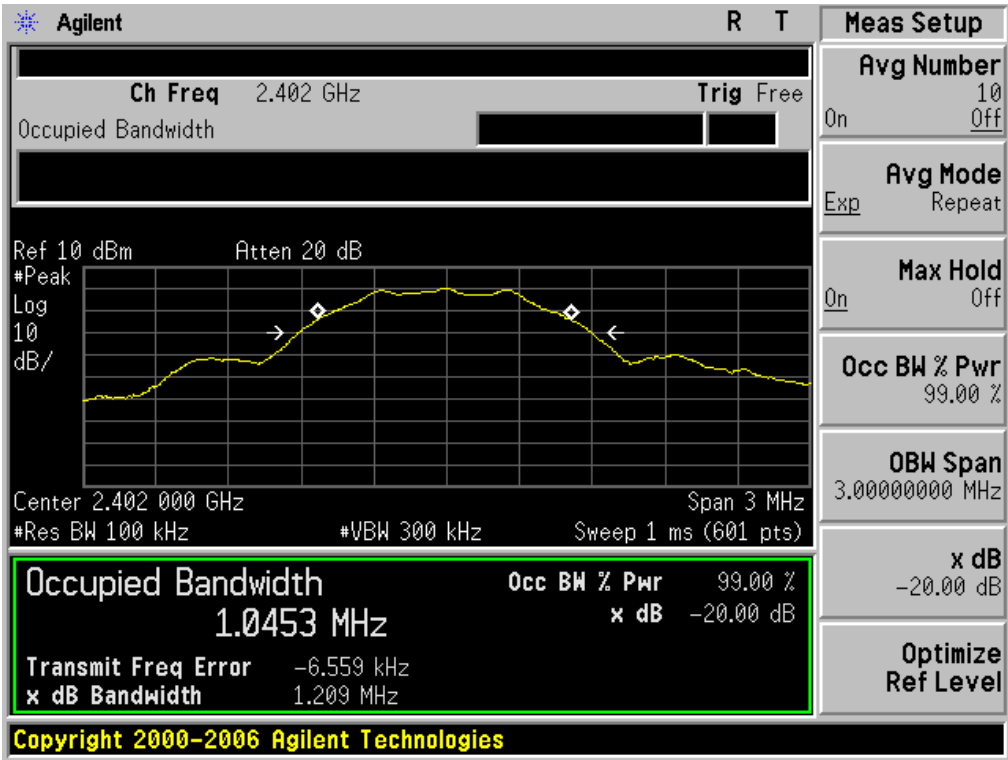 Agilent R T
Ch Freq 2.402 GHz Trig Free
Occupied Bandwidth
Ref 10 dBm Atten 20 dB
#Peak
Log
10
dB/
Center 2.402 000 GHz Span 3 MHz
#Res BW 100 kHz #VBW 300 kHz Sweep 1 ms (601 pts)
Occupied Bandwidth Occ BW % Pwr 99.00 %
1.0453 MHz x dB -20.00 dB
Transmit Freq Error -6.559 kHz
x dB Bandwidth 1.209 MHz
Copyright 2000-2006 Agilent Technologies
Meas Setup
Avg Number
10
On Off
Avg Mode
Exp Repeat
Max Hold
On Off
Occ BW % Pwr
99.00 %
OBW Span
3.00000000 MHz
x dB
-20.00 dB
Optimize
Ref Level